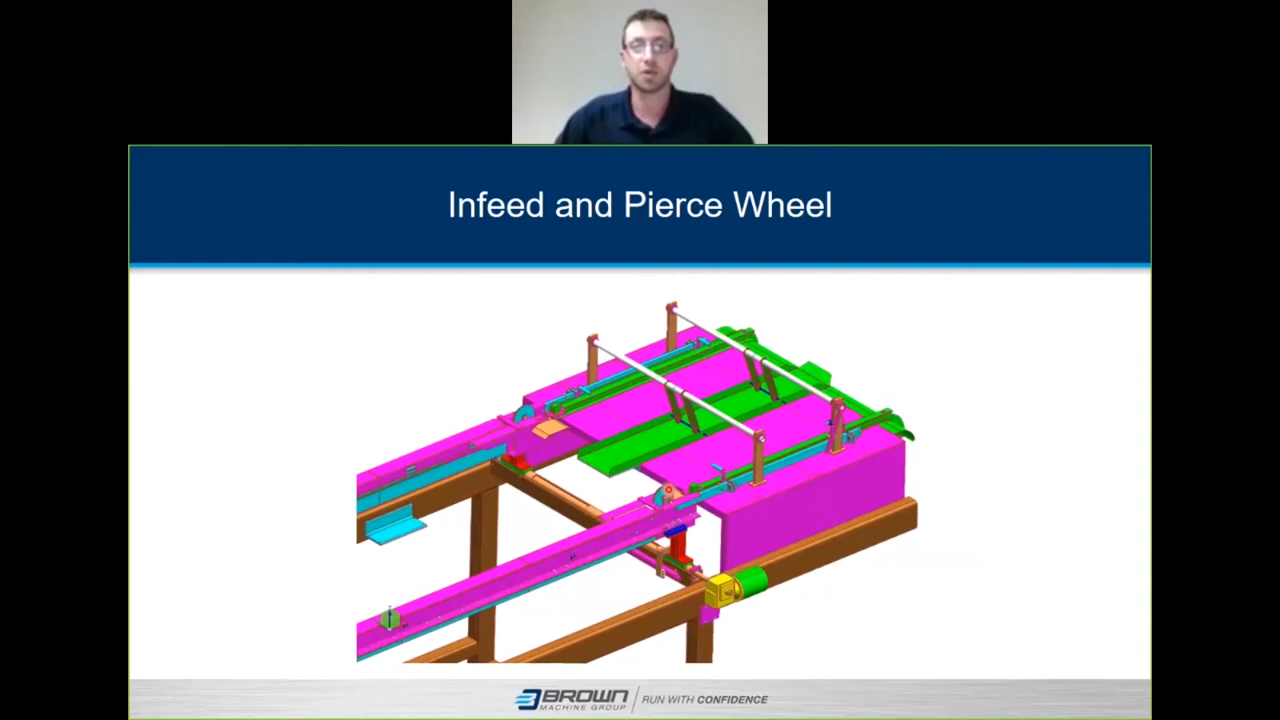 Infeed and Pierce Wheel
BROWN
MACHINE GROUP
RUN WITH CONFIDENCE